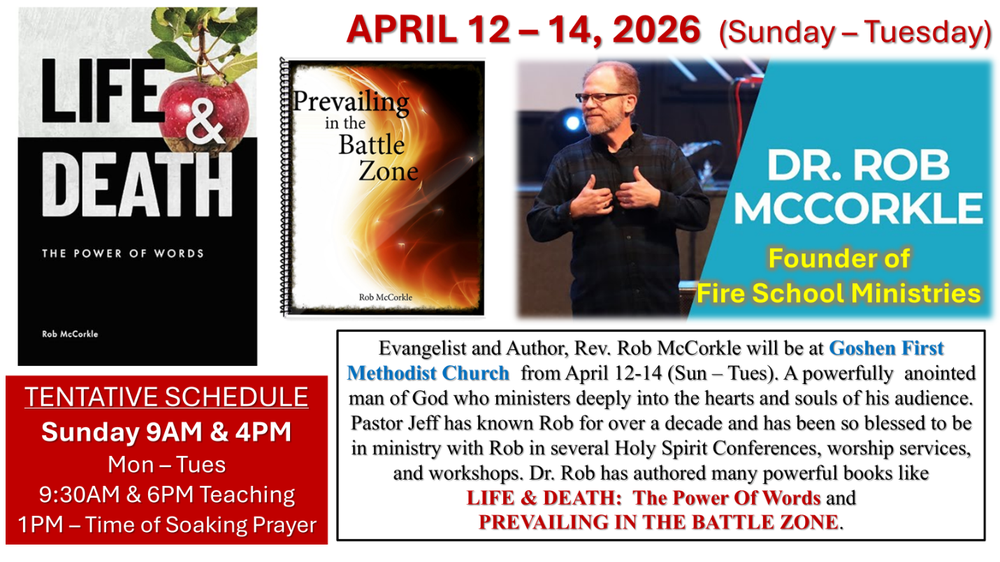 APRIL 12 – 14, 2026 (Sunday – Tuesday)
LIFE
&
DEATH
THE POWER OF WORDS
Rob McCorkle
Prevailing
in the
Battle
Zone
Rob McCorkle
DR. ROB
MCCORKLE
Founder of
Fire School Ministries
TENTATIVE SCHEDULE
Sunday 9AM & 4PM
Mon – Tues
9:30AM & 6PM Teaching
1PM – Time of Soaking Prayer
Evangelist and Author, Rev. Rob McCorkle will be at Goshen First
Methodist Church from April 12-14 (Sun – Tues). A powerfully anointed
man of God who ministers deeply into the hearts and souls of his audience.
Pastor Jeff has known Rob for over a decade and has been so blessed to be
in ministry with Rob in several Holy Spirit Conferences, worship services,
and workshops. Dr. Rob has authored many powerful books like
LIFE & DEATH: The Power Of Words and
PREVAILING IN THE BATTLE ZONE.